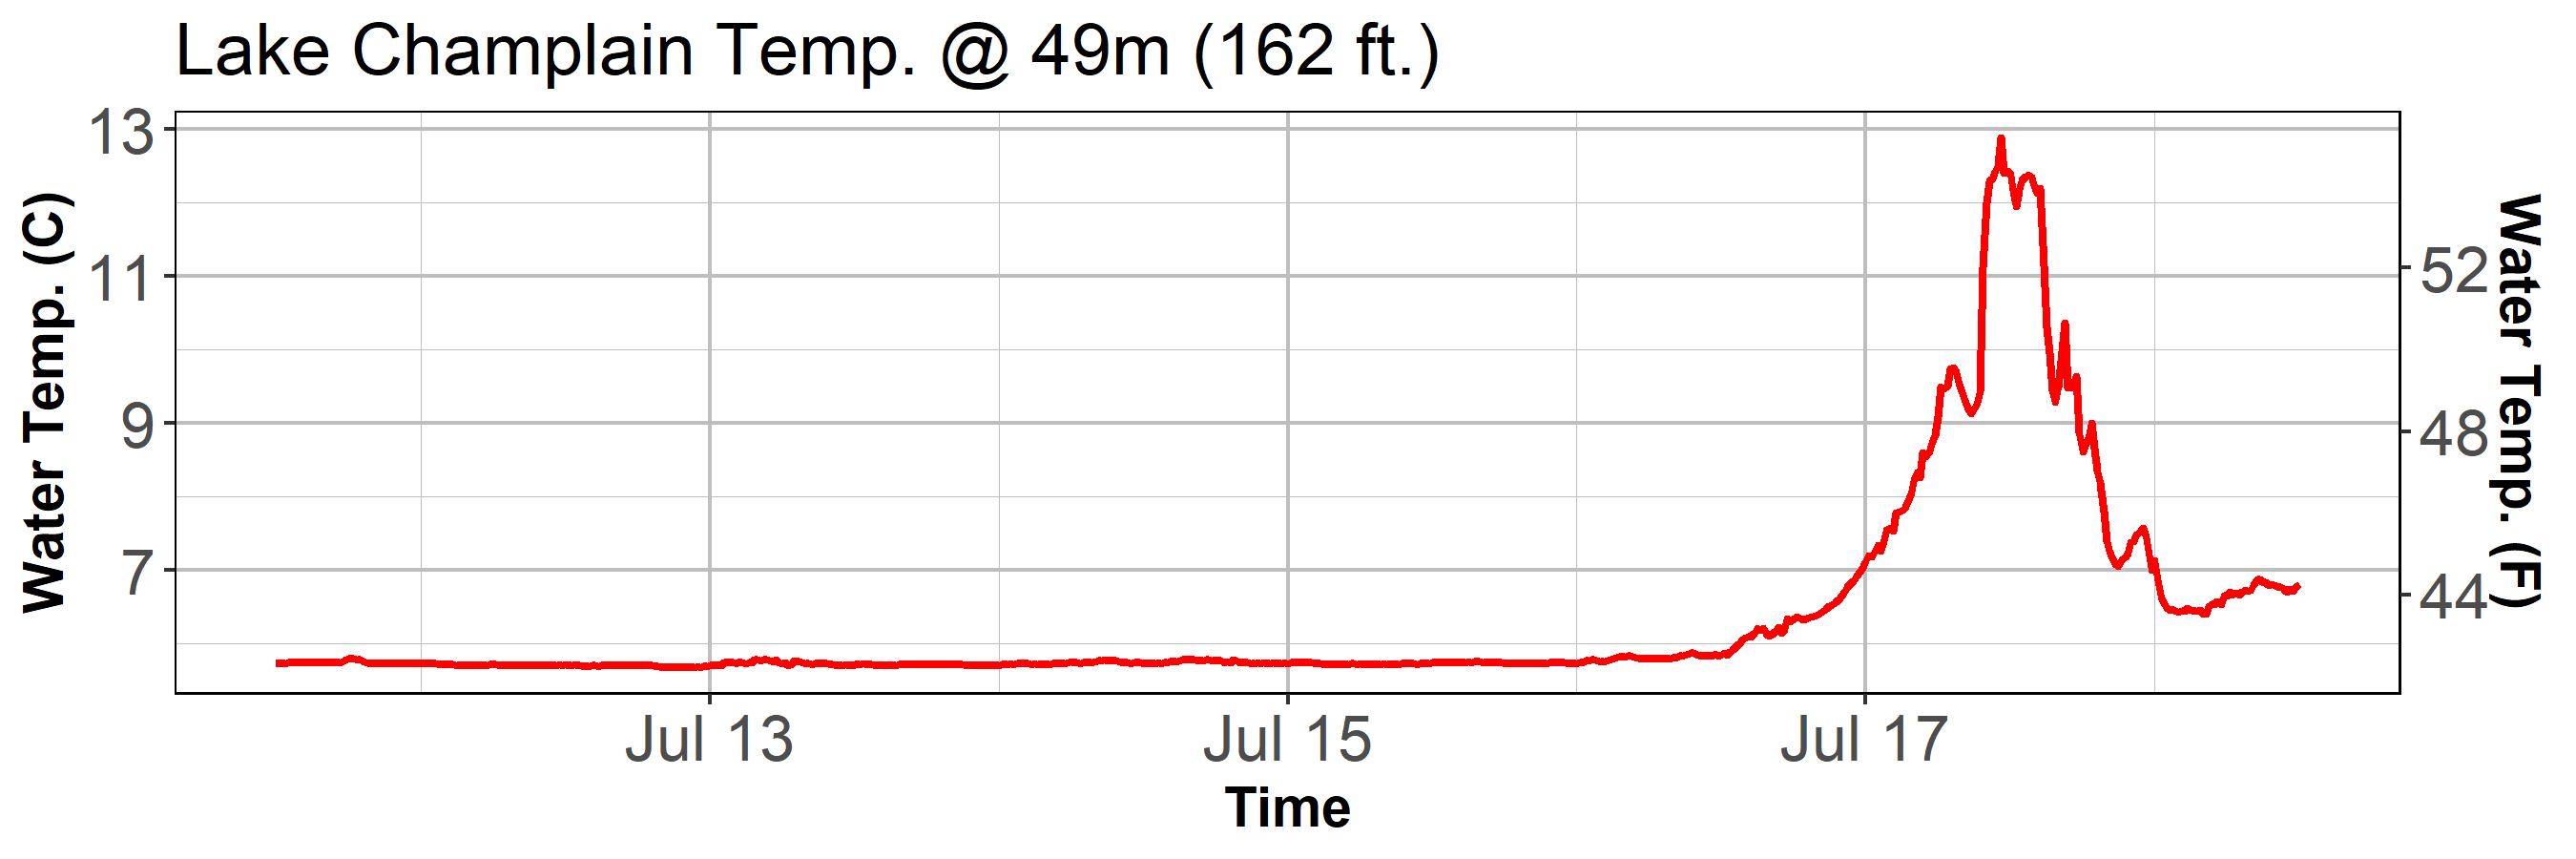 Lake Champlain Temp. @ 49m (162 ft.)
13
11
9
7
Water Temp. (C)
52
48
44
Water Temp. (F)
Jul 13 Jul 15 Jul 17
Time